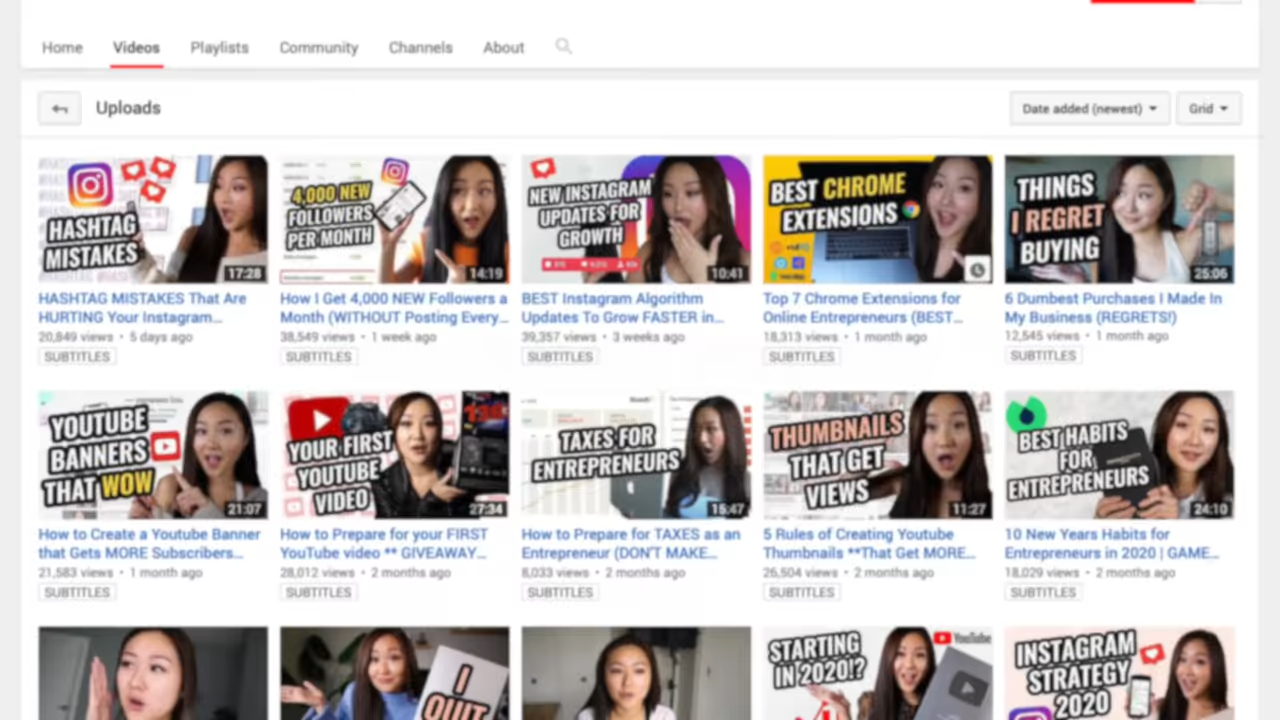 Home Videos Playlists Community Channels About
Uploads
Date added (newest) Grid
HASHTAG
MISTAKES
17:28
4,000 NEW
FOLLOWERS
PER MONTH
14:19
NEW INSTAGRAM
UPDATES FOR
GROWTH
10:41
BEST CHROME
EXTENSIONS
THINGS
I REGRET
BUYING
25:06
HASHTAG MISTAKES That Are
HURTING Your Instagram...
20,849 views • 5 days ago
SUBTITLES
How I Get 4,000 NEW Followers a
Month (WITHOUT Posting Every...
38,549 views • 1 week ago
SUBTITLES
BEST Instagram Algorithm
Updates To Grow FASTER in...
39,357 views • 3 weeks ago
SUBTITLES
Top 7 Chrome Extensions for
Online Entrepreneurs (BEST...
18,313 views • 1 month ago
SUBTITLES
6 Dumbest Purchases I Made In
My Business (REGRETS!)
12,545 views • 1 month ago
SUBTITLES
YOUTUBE
BANNERS
THAT WOW
21:07
YOUR FIRST
YOUTUBE
VIDEO
27:34
TAXES FOR
ENTREPRENEURS
15:47
THUMBNAILS
THAT GET
VIEWS
11:27
BEST HABITS
FOR
ENTREPRENEURS
24:10
How to Create a Youtube Banner
that Gets MORE Subscribers...
21,583 views • 1 month ago
SUBTITLES
How to Prepare for your FIRST
YouTube video ** GIVEAWAY...
28,012 views • 2 months ago
SUBTITLES
How to Prepare for TAXES as an
Entrepreneur (DON'T MAKE...
8,033 views • 2 months ago
SUBTITLES
5 Rules of Creating Youtube
Thumbnails **That Get MORE...
26,504 views • 2 months ago
SUBTITLES
10 New Years Habits for
Entrepreneurs in 2020 | GAME...
18,029 views • 2 months ago
SUBTITLES
I
QUIT
STARTING
IN 2020!?
YouTube
INSTAGRAM
STRATEGY
2020